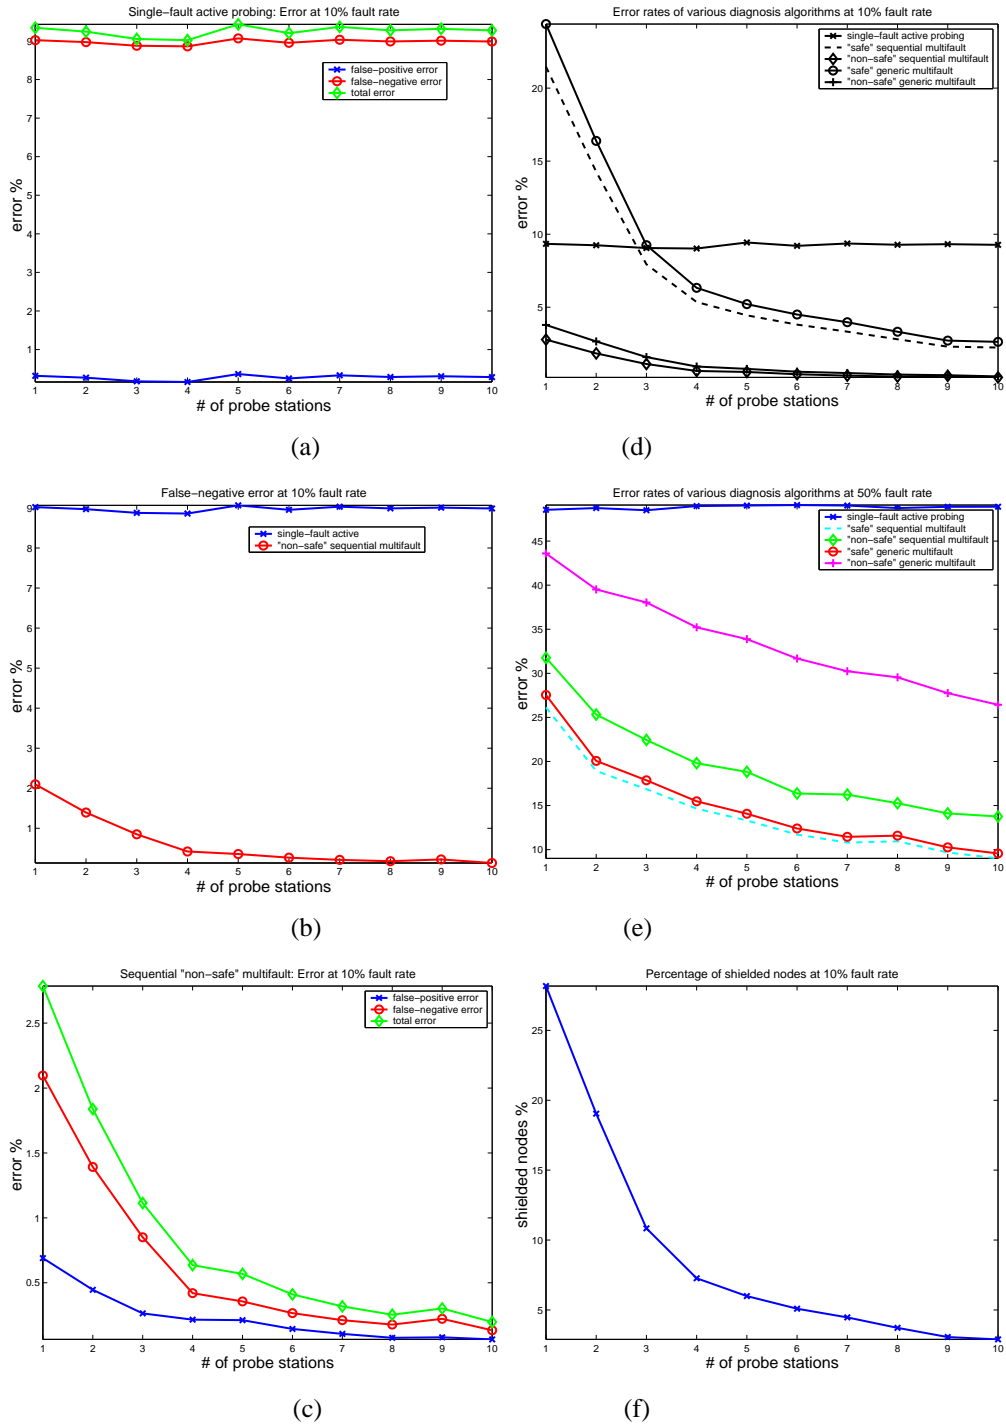 Single-fault active probing: Error at 10% fault rate
9
8
7
6
5
4
3
2
1
error %
false-positive error
false-negative error
total error
1 2 3 4 5 6 7 8 9 10
# of probe stations
(a)
Error rates of various diagnosis algorithms at 10% fault rate
20
15
10
5
error %
single-fault active probing
"safe" sequential multifault
"non-safe" sequential multifault
"safe" generic multifault
"non-safe" generic multifault
1 2 3 4 5 6 7 8 9 10
# of probe stations
(d)
False-negative error at 10% fault rate
9
8
7
6
5
4
3
2
1
error %
single-fault active
"non-safe" sequential multifault
1 2 3 4 5 6 7 8 9 10
# of probe stations
(b)
Error rates of various diagnosis algorithms at 50% fault rate
45
40
35
30
25
20
15
10
error %
single-fault active probing
"safe" sequential multifault
"non-safe" sequential multifault
"safe" generic multifault
"non-safe" generic multifault
1 2 3 4 5 6 7 8 9 10
# of probe stations
(e)
Sequential "non-safe" multifault: Error at 10% fault rate
2.5
2
1.5
1
0.5
error %
false-positive error
false-negative error
total error
1 2 3 4 5 6 7 8 9 10
# of probe stations
(c)
Percentage of shielded nodes at 10% fault rate
25
20
15
10
5
shielded nodes %
1 2 3 4 5 6 7 8 9 10
# of probe stations
(f)